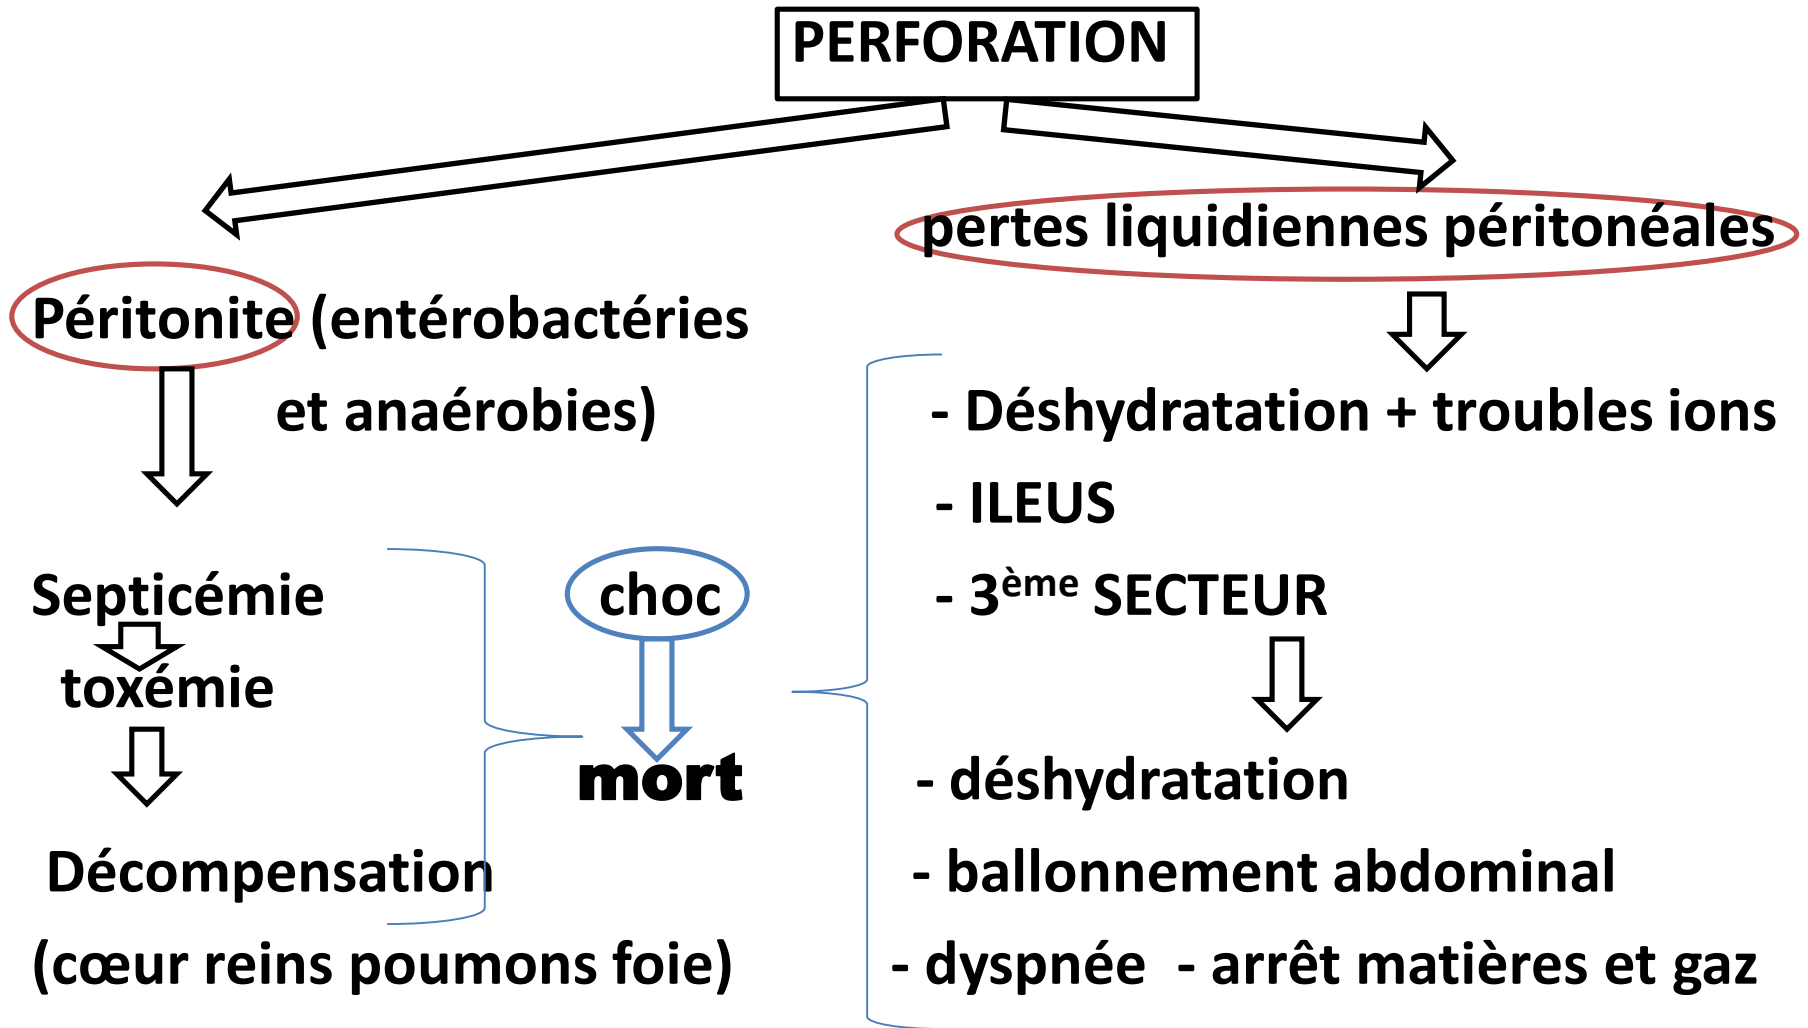 PERFORATION
pertes liquidiennes péritonéales
Péritonite (entérobactéries
et anaérobies)
- Déshydratation + troubles ions
- ILEUS
Septicémie
choc
- 3ème SECTEUR
toxémie
mort
- déshydratation
Décompensation
- ballonnement abdominal
(cœur reins poumons foie)
- dyspnée - arrêt matières et gaz